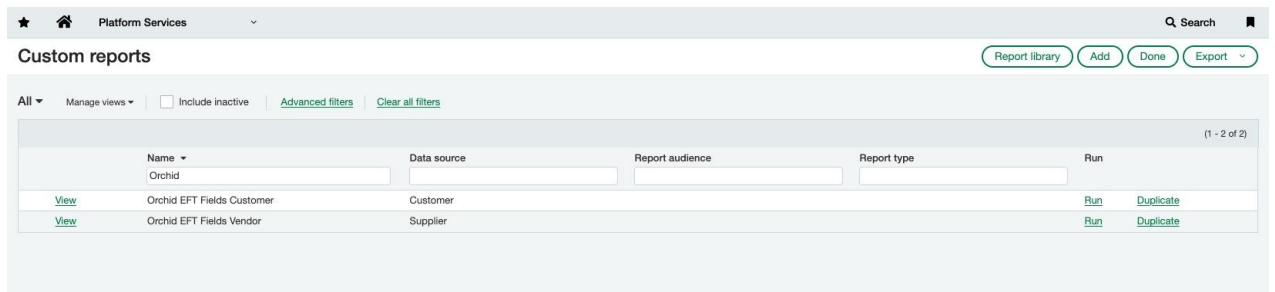 Platform Services
Search
Custom reports
Report library Add Done Export
All Manage views Include inactive Advanced filters Clear all filters
(1 - 2 of 2)
Name Data source Report audience Report type Run
Orchid
View Orchid EFT Fields Customer Customer Run Duplicate
View Orchid EFT Fields Vendor Supplier Run Duplicate